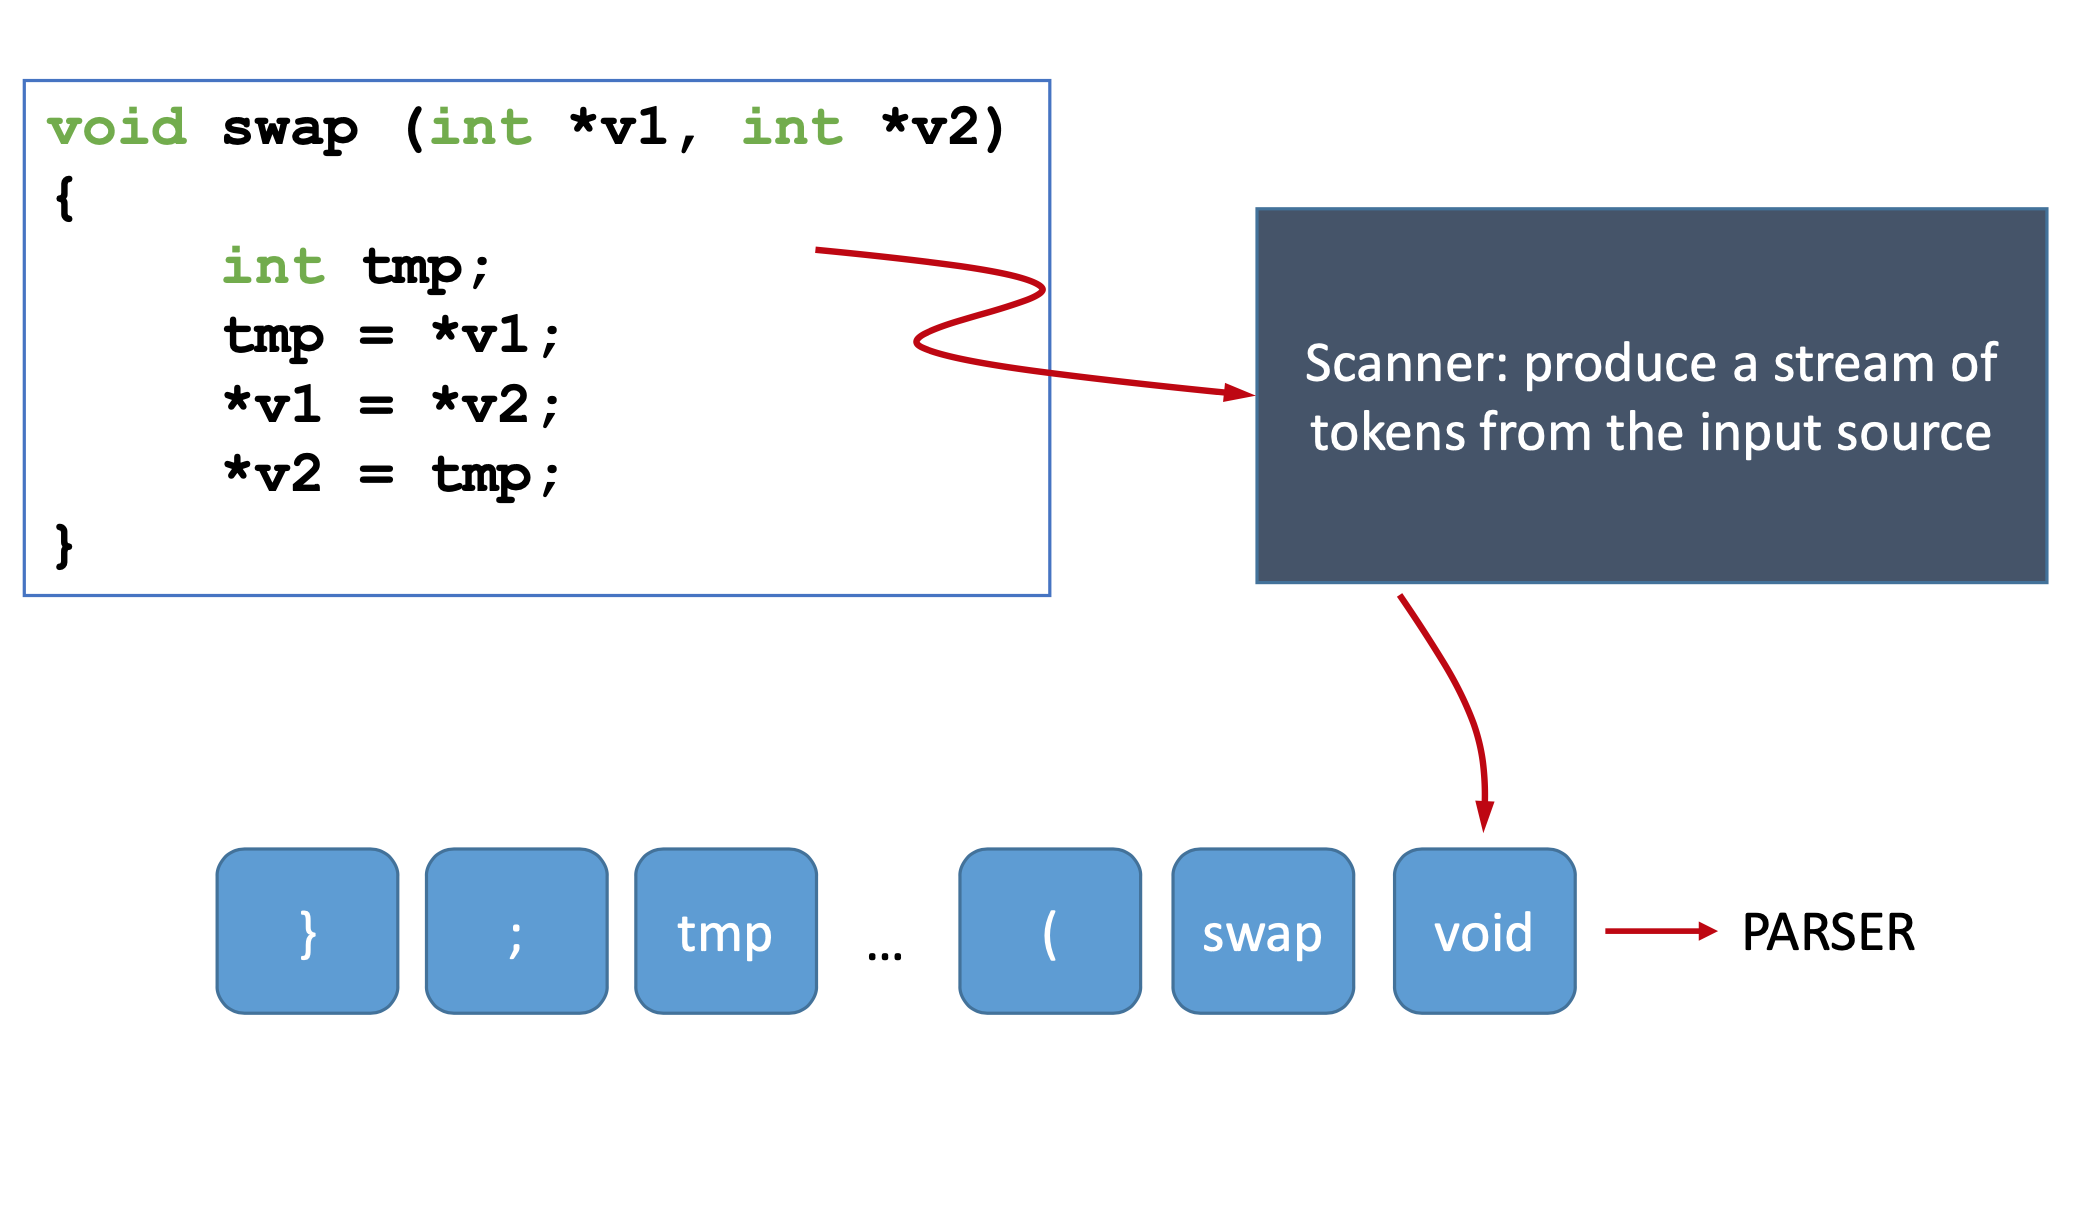 void swap (int *v1, int *v2)
{
int tmp;
tmp = *v1;
*v1 = *v2;
*v2 = tmp;
}
Scanner: produce a stream of
tokens from the input source
} ; tmp … ( swap void PARSER